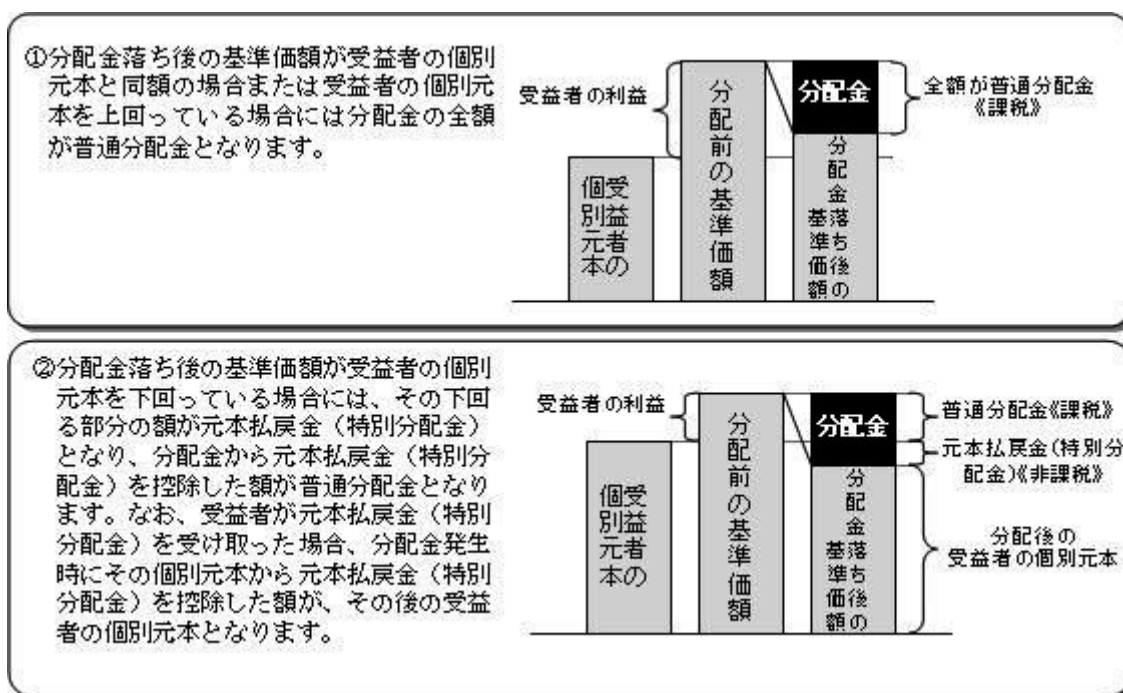 ①分配金落ち後の基準価額が受益者の個別
元本と同額の場合または受益者の個別元
本を上回っている場合には分配金の全額
が普通分配金となります。
受益者の利益
受益者の
個別元本
分配前の基準価額
分配金
分配金落ち後の
基準価額
全額が普通分配金
《課税》
②分配金落ち後の基準価額が受益者の個別
元本を下回っている場合には、その下回
る部分の額が元本払戻金（特別分配金）
となり、分配金から元本払戻金（特別分
配金）を控除した額が普通分配金となり
ます。なお、受益者が元本払戻金（特別
分配金）を受け取った場合、分配金発生
時にその個別元本から元本払戻金（特別
分配金）を控除した額が、その後の受益
者の個別元本となります。
受益者の利益
受益者の
個別元本
分配前の基準価額
分配金
分配金落ち後の
基準価額
普通分配金《課税》
元本払戻金(特別分
配金)《非課税》
分配後の
受益者の個別元本